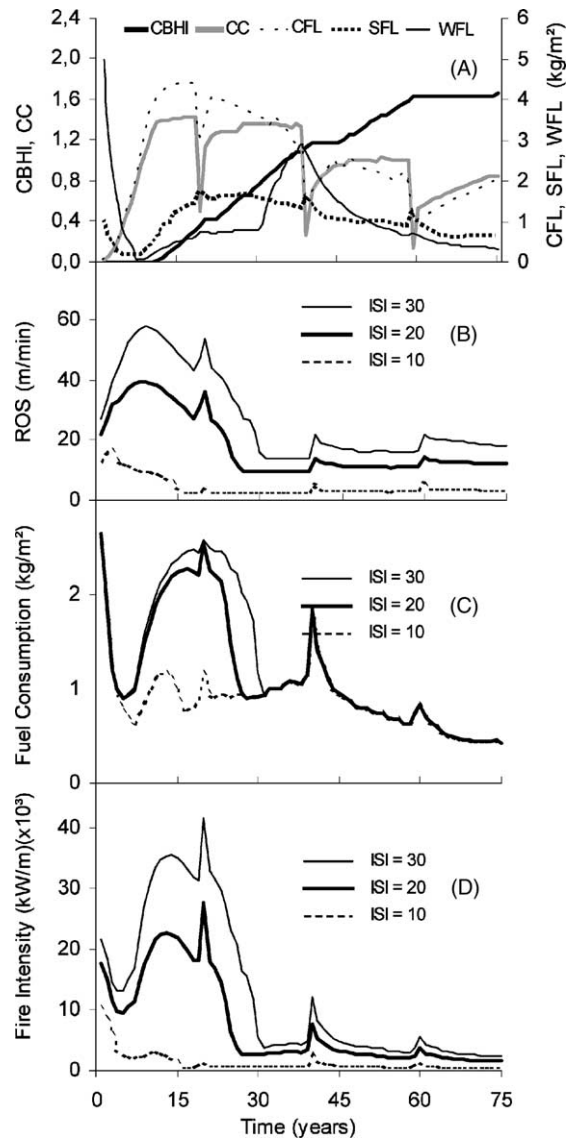 CBHI CC CFL SFL WFL
(A)
CBHI, CC
2,4
2,0
1,6
1,2
0,8
0,4
0,0
6
5
4
3
2
1
0
CFL, SFL, WFL (kg/m²)
ROS (m/min)
60
40
20
0
ISI = 30
ISI = 20
ISI = 10
(B)
Fuel Consumption (kg/m²)
2
1
0
ISI = 30
ISI = 20
ISI = 10
(C)
Fire Intensity (kW/m)(x10³)
40
30
20
10
0
ISI = 30
ISI = 20
ISI = 10
(D)
0 15 30 45 60 75
Time (years)